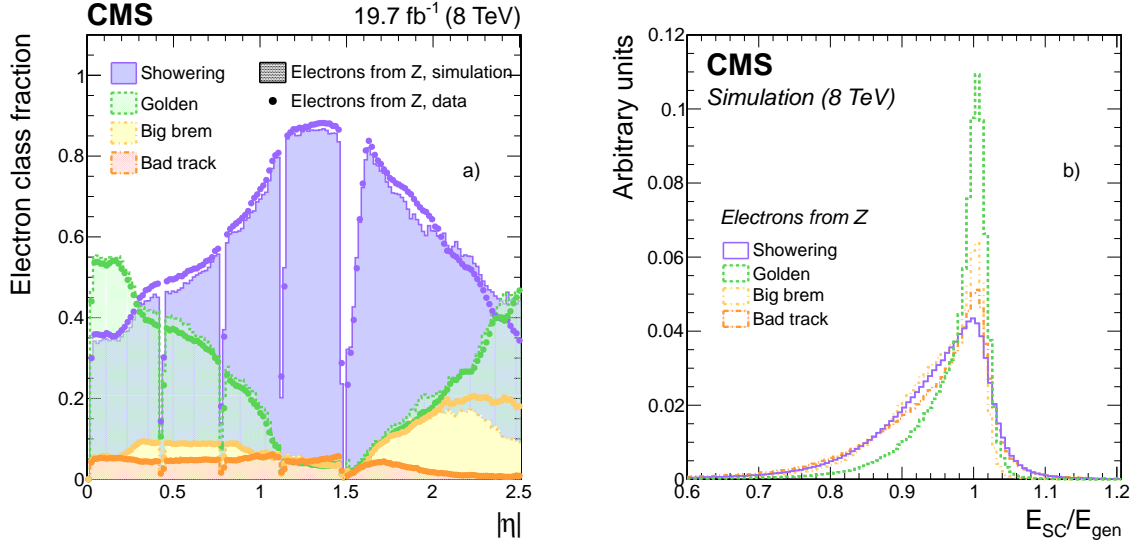 CMS
19.7 fb-1 (8 TeV)
Electron class fraction
1
0.8
0.6
0.4
0.2
0
Showering
Golden
Big brem
Bad track
Electrons from Z, simulation
Electrons from Z, data
a)
0 0.5 1 1.5 2 2.5
|η|
Arbitrary units
0.12
0.1
0.08
0.06
0.04
0.02
0
CMS
Simulation (8 TeV)
b)
Electrons from Z
Showering
Golden
Big brem
Bad track
0.6 0.7 0.8 0.9 1 1.1 1.2
E_SC/E_gen